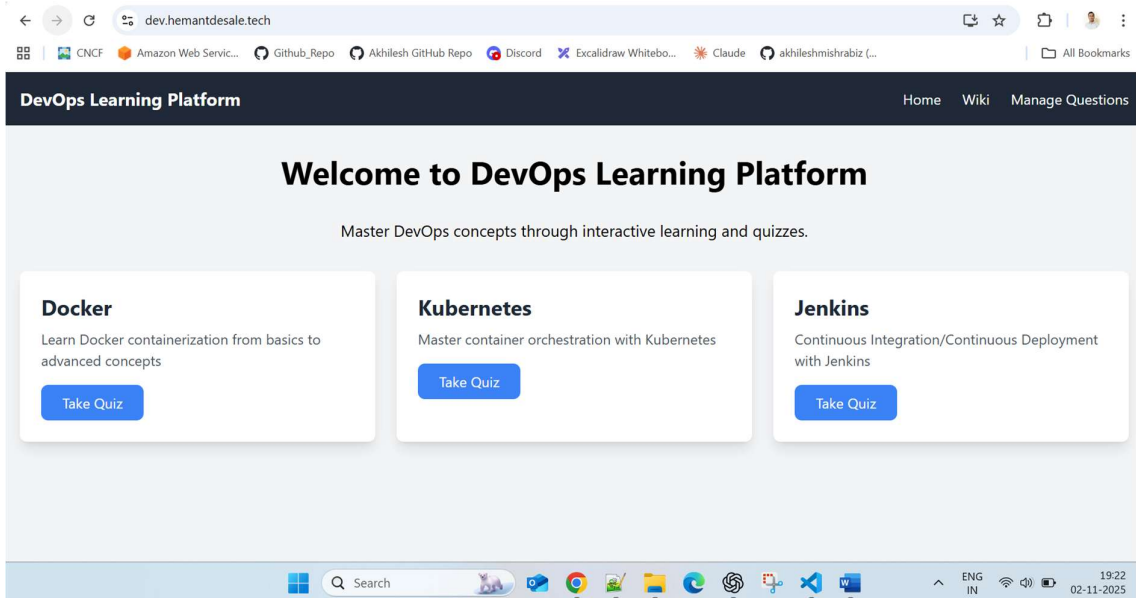 dev.hemantdesale.tech
CNCF Amazon Web Servic... Github_Repo Akhilesh GitHub Repo Discord Excalidraw Whitebo... Claude akhileshmishrabiz (... All Bookmarks
DevOps Learning Platform Home Wiki Manage Questions
Welcome to DevOps Learning Platform
Master DevOps concepts through interactive learning and quizzes.
Docker
Learn Docker containerization from basics to
advanced concepts
Take Quiz
Kubernetes
Master container orchestration with Kubernetes
Take Quiz
Jenkins
Continuous Integration/Continuous Deployment
with Jenkins
Take Quiz
Search
ENG
IN
19:22
02-11-2025